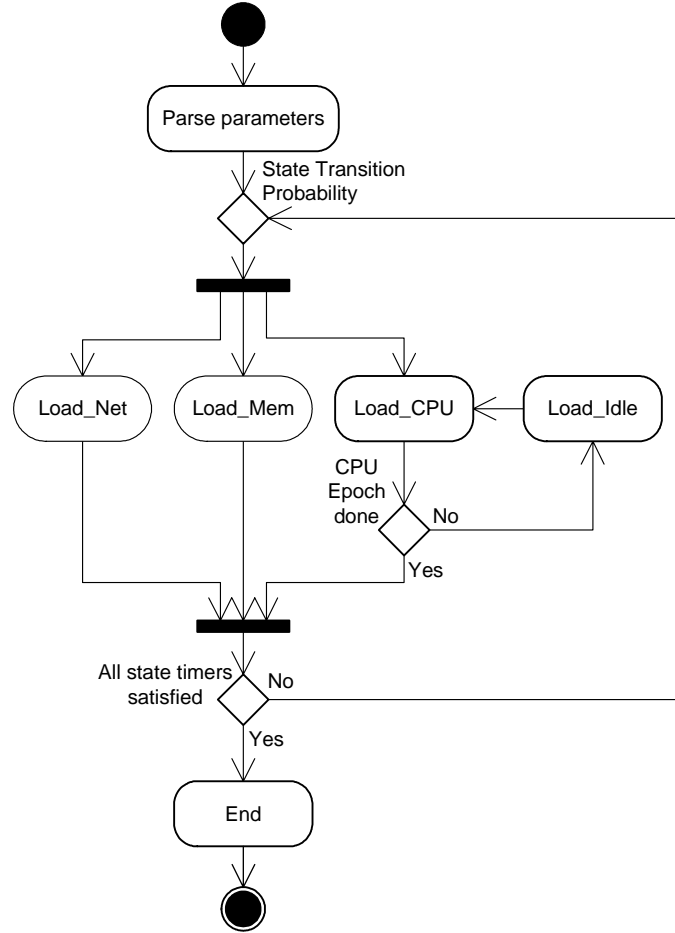 Parse parameters
State Transition
Probability
Load_Net
Load_Mem
Load_CPU
Load_Idle
CPU
Epoch
done
No
Yes
All state timers
satisfied
No
Yes
End